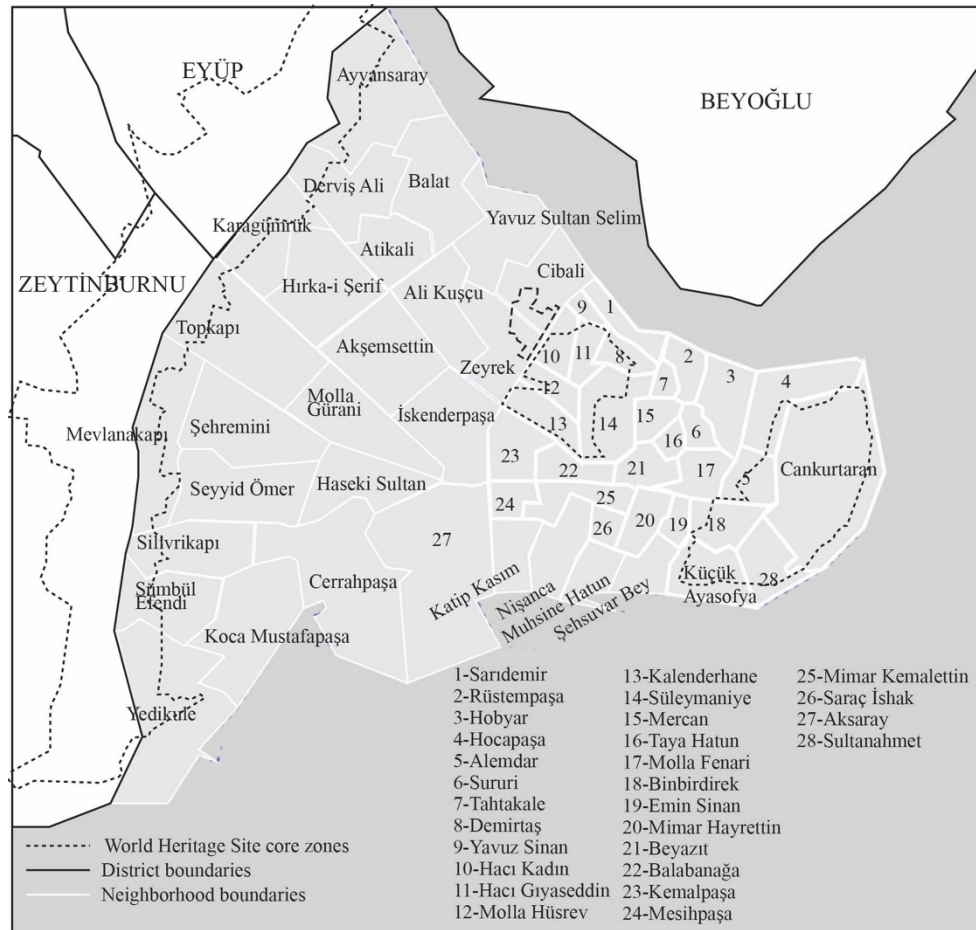 EYÜP
BEYOĞLU
ZEYTİNBURNU
Ayvansaray
Derviş Ali
Balat
Karagümrük
Atikali
Yavuz Sultan Selim
Hırka-i Şerif
Ali Kuşçu
Cibali
Topkapı
Akşemsettin
Zeyrek
Molla
Gürani
İskenderpaşa
Mevlanakapı
Şehremini
Seyyid Ömer
Haseki Sultan
Silivrikapı
Sümbül
Efendi
Cerrahpaşa
Koca Mustafapaşa
Yedikule
Katip Kasım
Nişanca
Muhsine Hatun
Şehsuvar Bey
Küçük
Ayasofya
Cankurtaran
9
1
10
11
8
2
7
3
4
12
13
14
15
16
6
23
22
21
17
5
24
25
26
20
19
18
27
28
1-Sarıdemir
2-Rüstempaşa
3-Hobyar
4-Hocapaşa
5-Alemdar
6-Sururi
7-Tahtakale
8-Demirtaş
9-Yavuz Sinan
10-Hacı Kadın
11-Hacı Gıyaseddin
12-Molla Hüsrev
13-Kalenderhane
14-Süleymaniye
15-Mercan
16-Taya Hatun
17-Molla Fenari
18-Binbirdirek
19-Emin Sinan
20-Mimar Hayrettin
21-Beyazıt
22-Balabanağa
23-Kemalpaşa
24-Mesihpaşa
25-Mimar Kemalettin
26-Saraç İshak
27-Aksaray
28-Sultanahmet
World Heritage Site core zones
District boundaries
Neighborhood boundaries